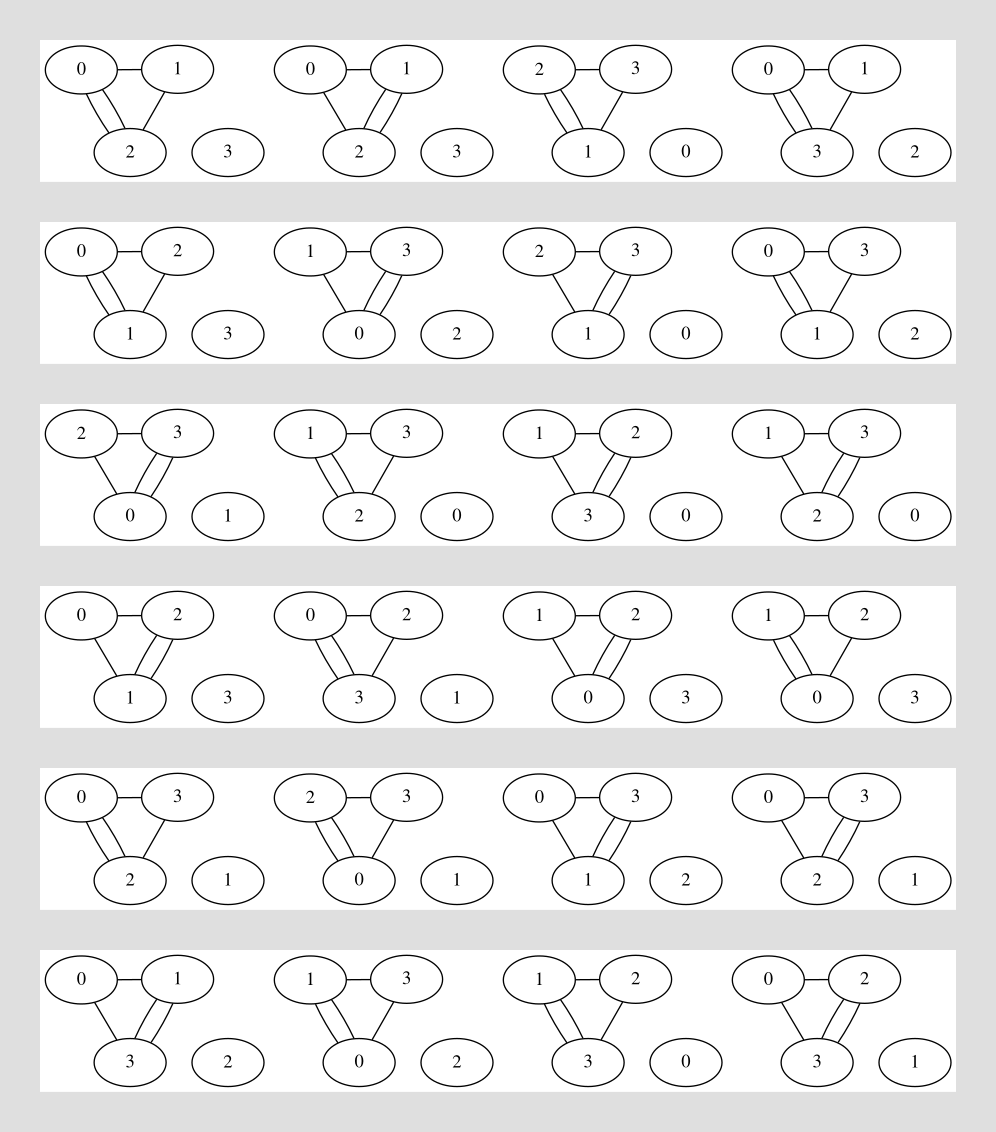 0 1 0 1 2 3 0 1
2 3 2 3 1 0 3 2
0 2 1 3 2 3 0 3
1 3 0 2 1 0 1 2
2 3 1 3 1 2 1 3
0 1 2 0 3 0 2 0
0 2 0 2 1 2 1 2
1 3 3 1 0 3 0 3
0 3 2 3 0 3 0 3
2 1 0 1 1 2 2 1
0 1 1 3 1 2 0 2
3 2 0 2 3 0 3 1